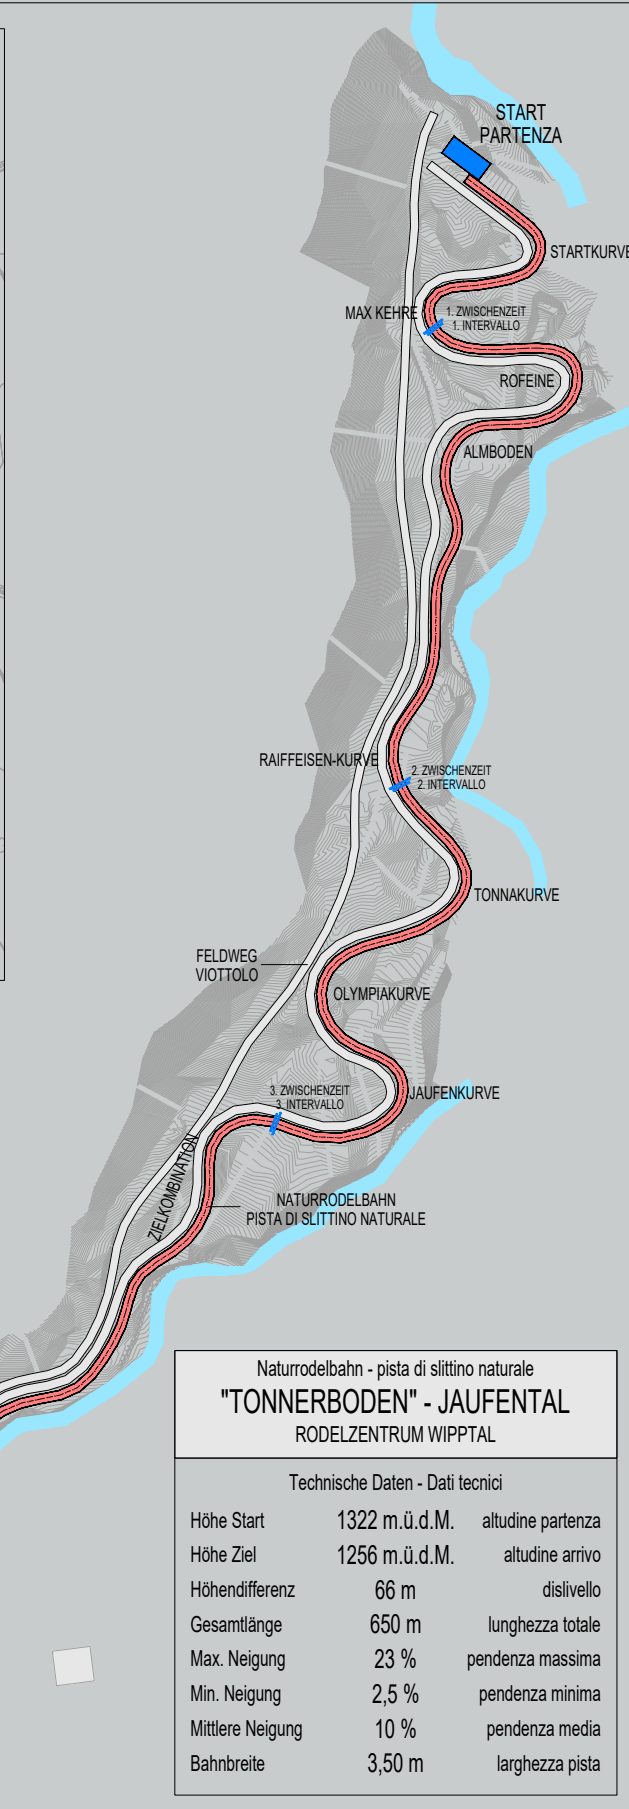 START
PARTENZA
STARTKURVE
MAX KEHRE
1. ZWISCHENZEIT
1. INTERVALLO
ROFEINE
ALMBODEN
RAIFFEISEN-KURVE
2. ZWISCHENZEIT
2. INTERVALLO
TONNAKURVE
FELDWEG
VIOTTOLO
OLYMPIAKURVE
3. ZWISCHENZEIT
3. INTERVALLO
JAUFENKURVE
ZIELKOMBINATION
NATURRODELBAHN
PISTA DI SLITTINO NATURALE
Naturrodelbahn - pista di slittino naturale
"TONNERBODEN" - JAUFENTAL
RODELZENTRUM WIPPTAL
Technische Daten - Dati tecnici
Höhe Start 1322 m.ü.d.M. altudine partenza
Höhe Ziel 1256 m.ü.d.M. altudine arrivo
Höhendifferenz 66 m dislivello
Gesamtlänge 650 m lunghezza totale
Max. Neigung 23 % pendenza massima
Min. Neigung 2,5 % pendenza minima
Mittlere Neigung 10 % pendenza media
Bahnbreite 3,50 m larghezza pista